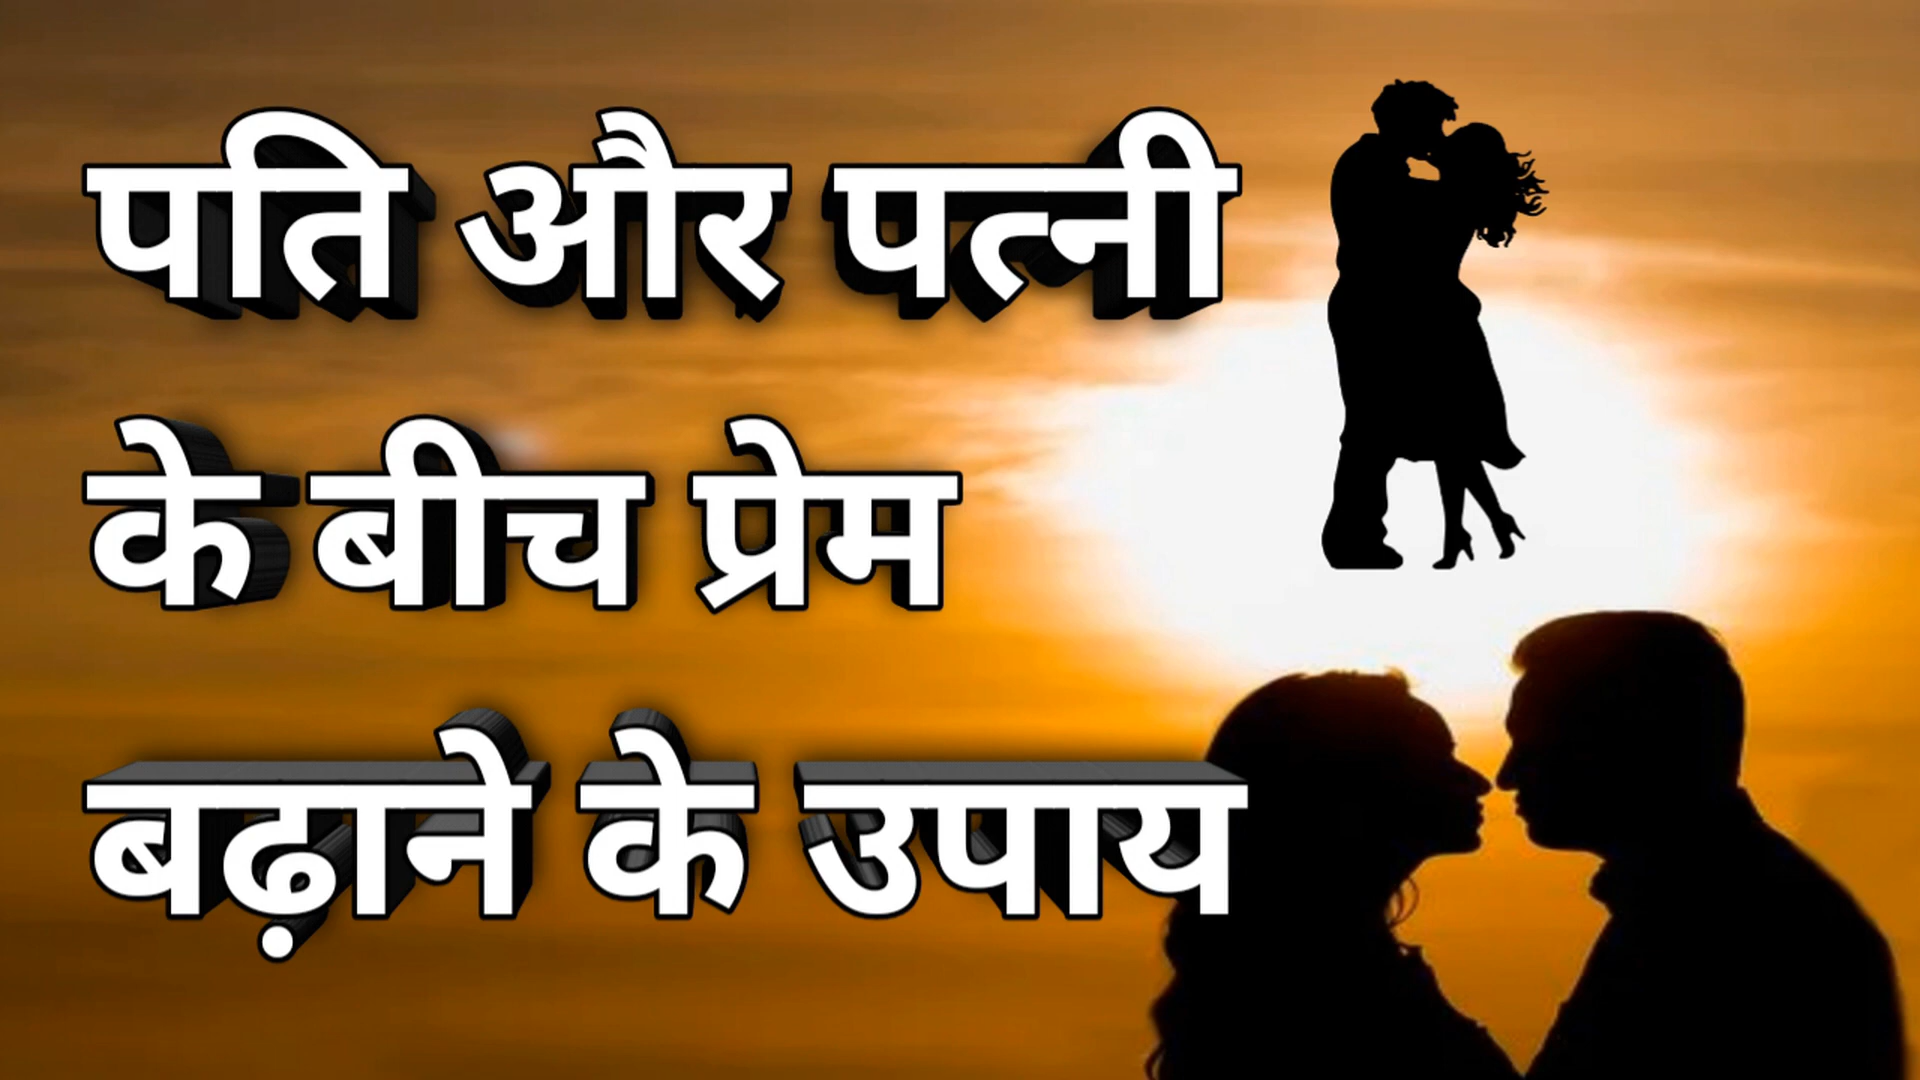 पति और पत्नी
के बीच प्रेम
बढ़ाने के उपाय